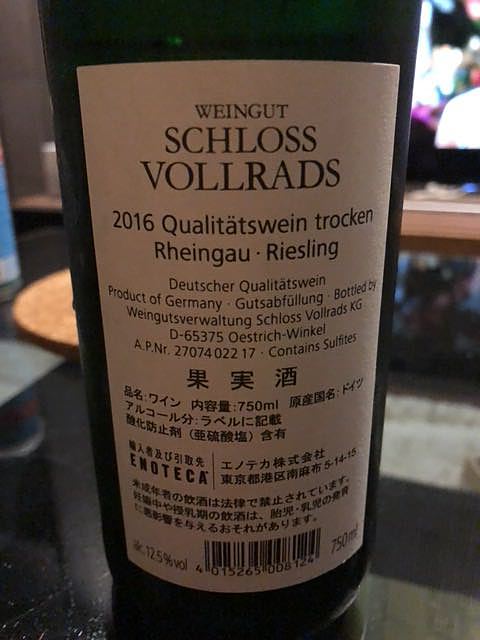 WEINGUT
SCHLOSS
VOLLRADS
2016 Qualitätswein trocken
Rheingau · Riesling
Deutscher Qualitätswein
Product of Germany · Gutsabfüllung · Bottled by
Weingutsverwaltung Schloss Vollrads KG
D-65375 Oestrich-Winkel
A.P.Nr. 27074 022 17 · Contains Sulfites
果実酒
品名:ワイン 内容量:750ml 原産国名:ドイツ
アルコール分:ラベルに記載
酸化防止剤(亜硫酸塩)含有
輸入者及び引取先
ENOTECA
エノテカ株式会社
東京都港区南麻布5-14-15
未成年者の飲酒は法律で禁止されています。
妊娠中や授乳期の飲酒は、胎児・乳児の発育
に悪影響を与えるおそれがあります。
alc.12.5%vol
4 015265 008124
750ml